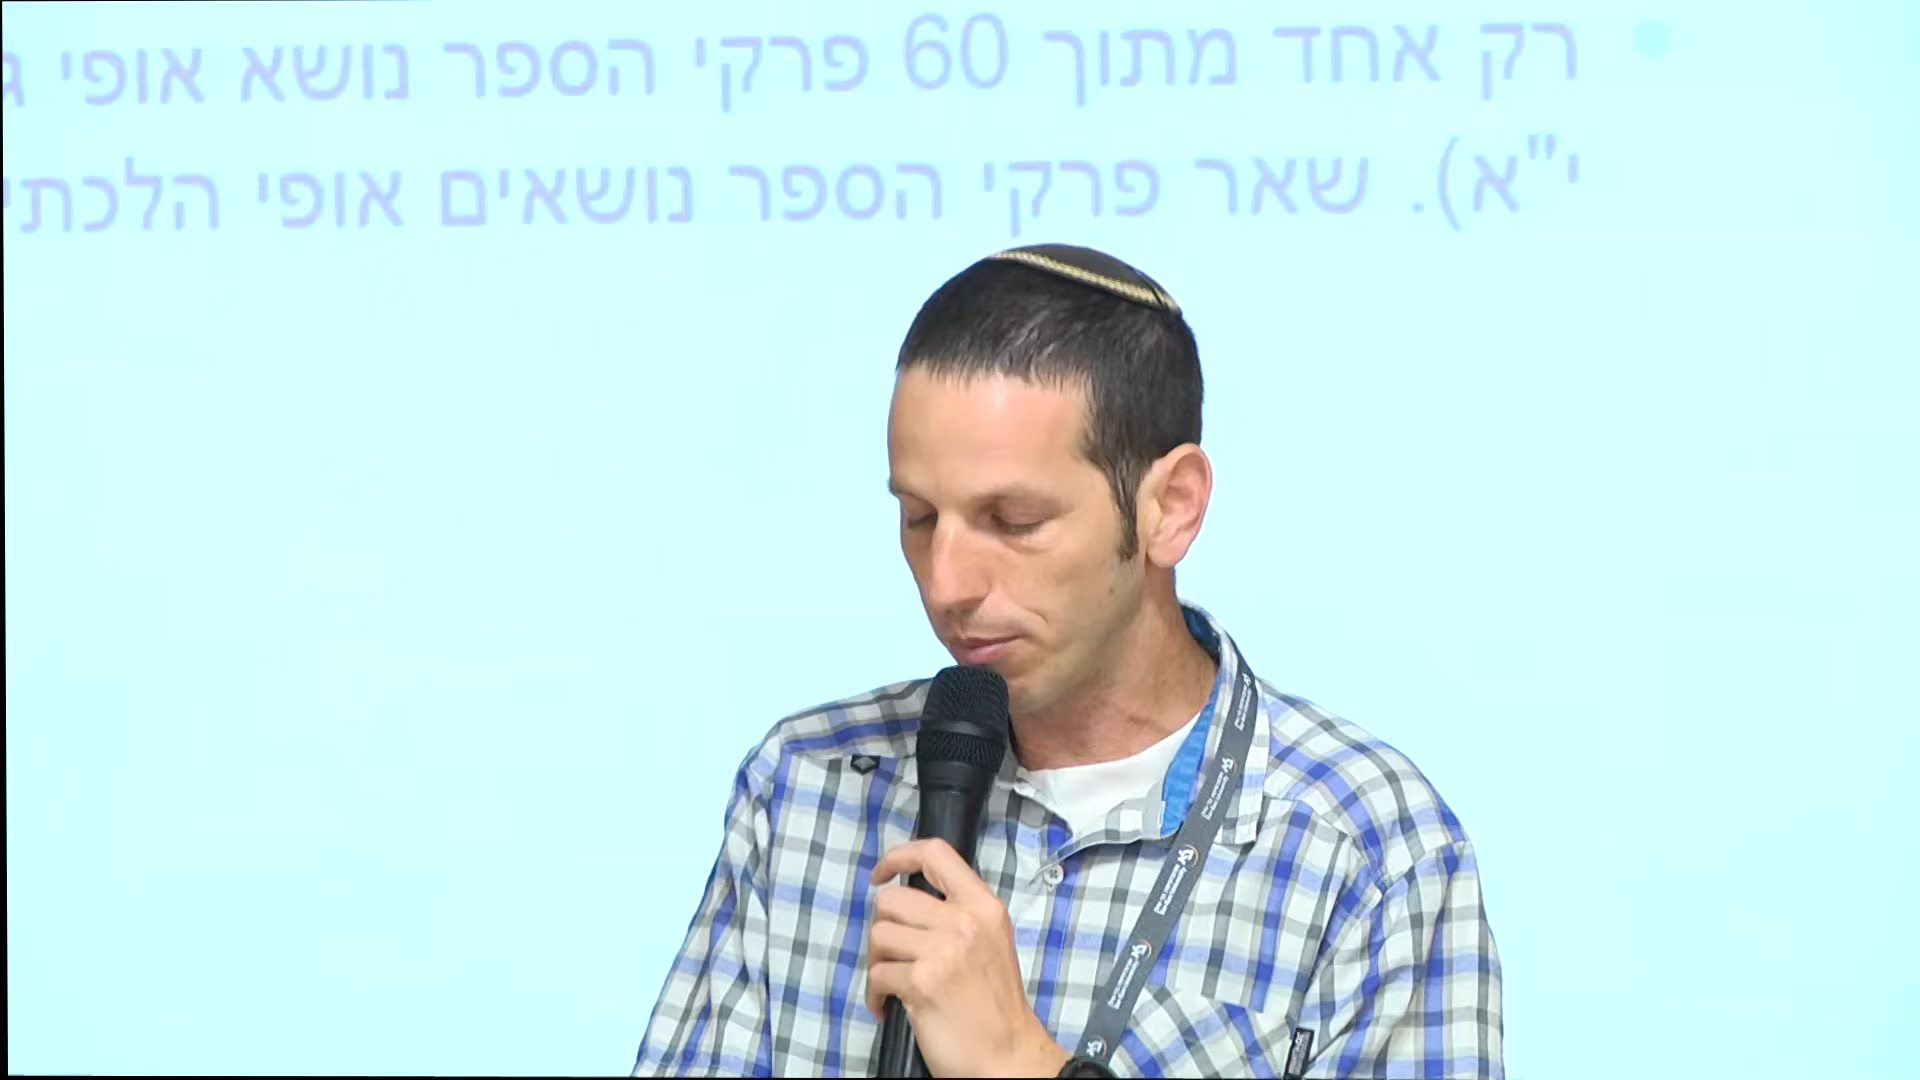 רק אחד מתוך 60 פרקי הספר נושא אופי
י"א). שאר פרקי הספר נושאים אופי